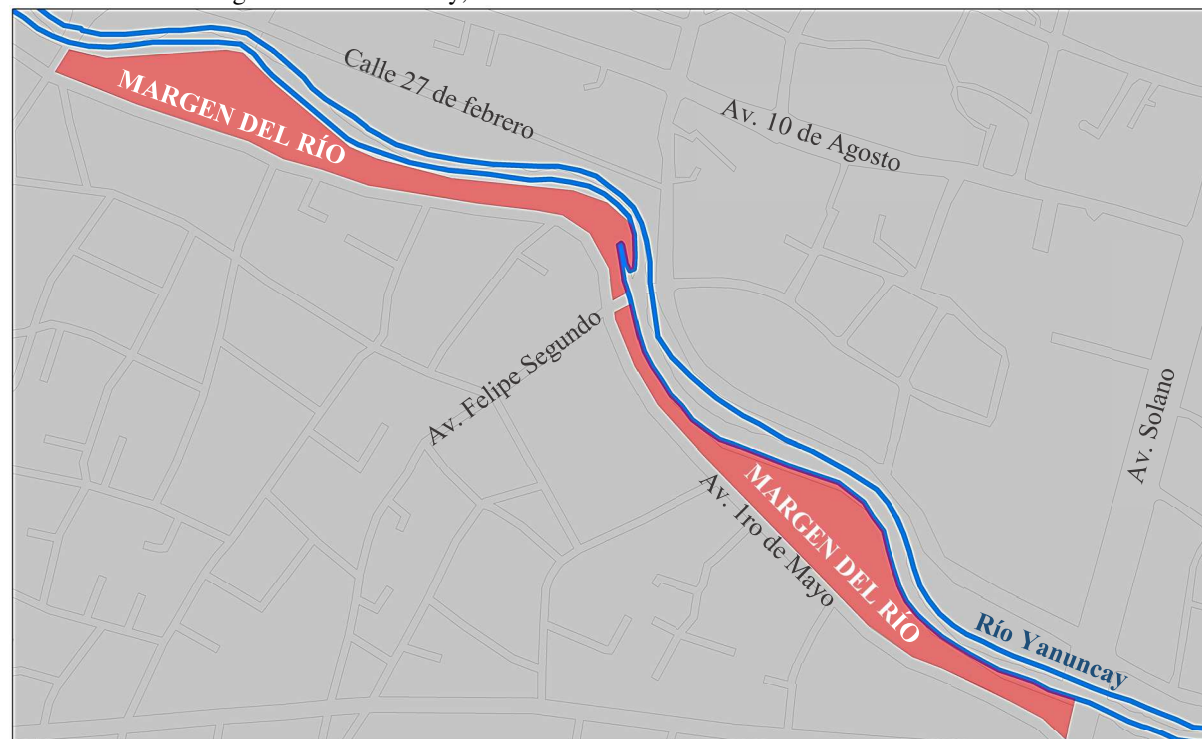 Calle 27 de febrero
MARGEN DEL RÍO
Av. 10 de Agosto
Av. Felipe Segundo
Av. Solano
MARGEN DEL RÍO
Av. 1ro de Mayo
Río Yanuncay